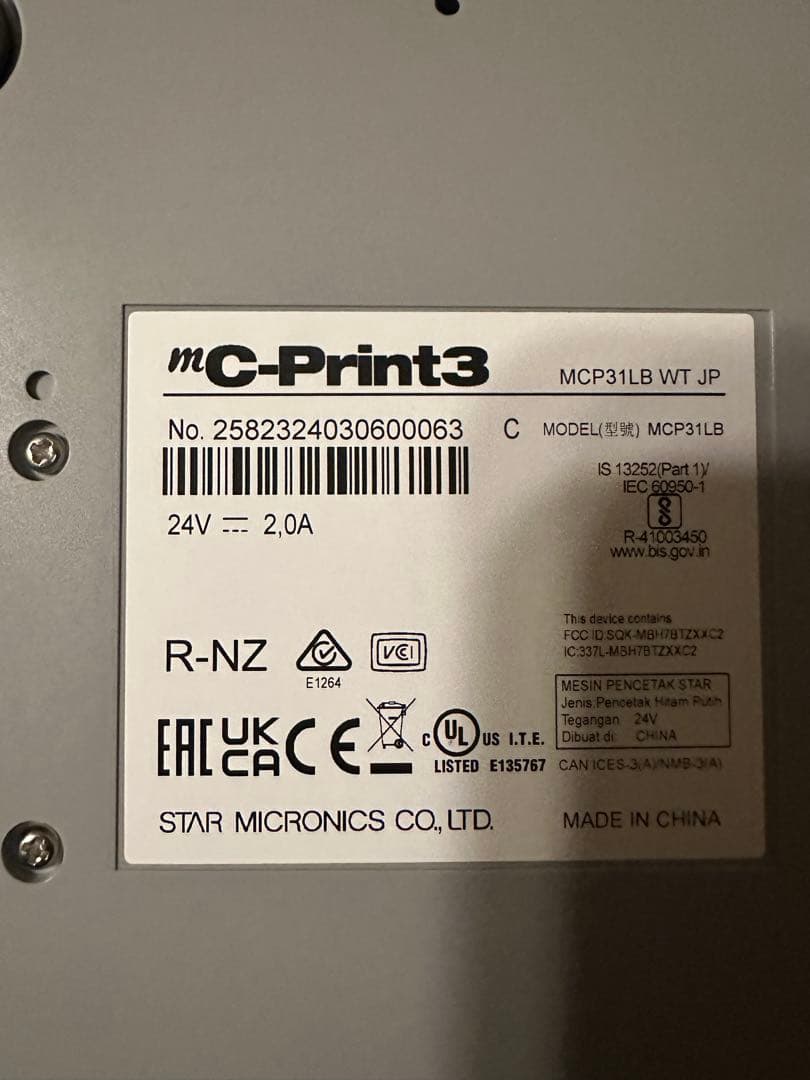 mC-Print3
MCP31LB WT JP
No. 2582324030600063 C
MODEL(型號) MCP31LB
24V 2,0A
IS 13252(Part 1)/
IEC 60950-1
R-41003450
www.bis.gov.in
R-NZ
E1264
VCI
This device contains
FCC ID:SQK-MBH7BTZXXC2
IC:337L-MBH7BTZXXC2
MESIN PENCETAK STAR
Jenis:Pencetak Hitam Putih
Tegangan 24V
Dibuat di: CHINA
EAC UKCA CE
c UL US I.T.E.
LISTED E135767
CAN ICES-3(A)/NMB-3(A)
STAR MICRONICS CO., LTD.
MADE IN CHINA